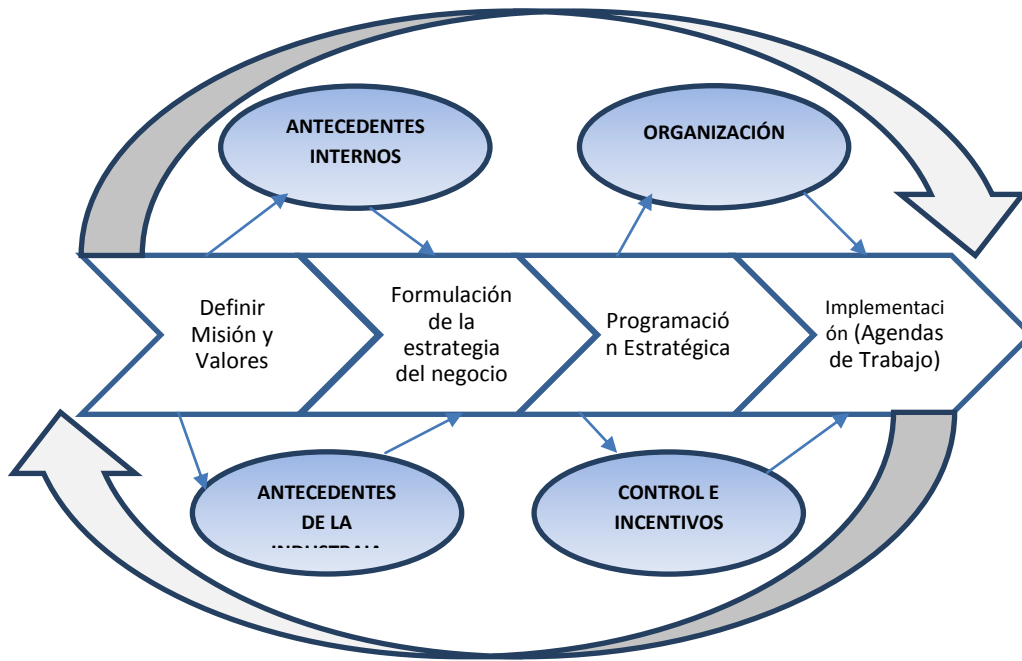 ANTECEDENTES
INTERNOS
ORGANIZACIÓN
Definir
Misión y
Valores
Formulación
de la
estrategia
del negocio
Programació
n Estratégica
Implementaci
ón (Agendas
de Trabajo)
ANTECEDENTES
DE LA
CONTROL E
INCENTIVOS